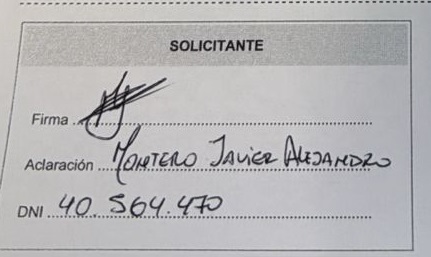 SOLICITANTE
Firma
Aclaración MONTERO JAVIER ALEJANDRO
DNI 40.564.470